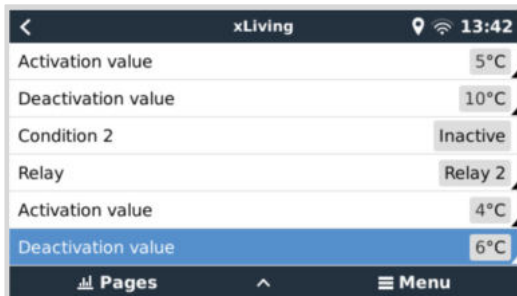 xLiving 13:42
Activation value 5°C
Deactivation value 10°C
Condition 2 Inactive
Relay Relay 2
Activation value 4°C
Deactivation value 6°C
Pages Menu